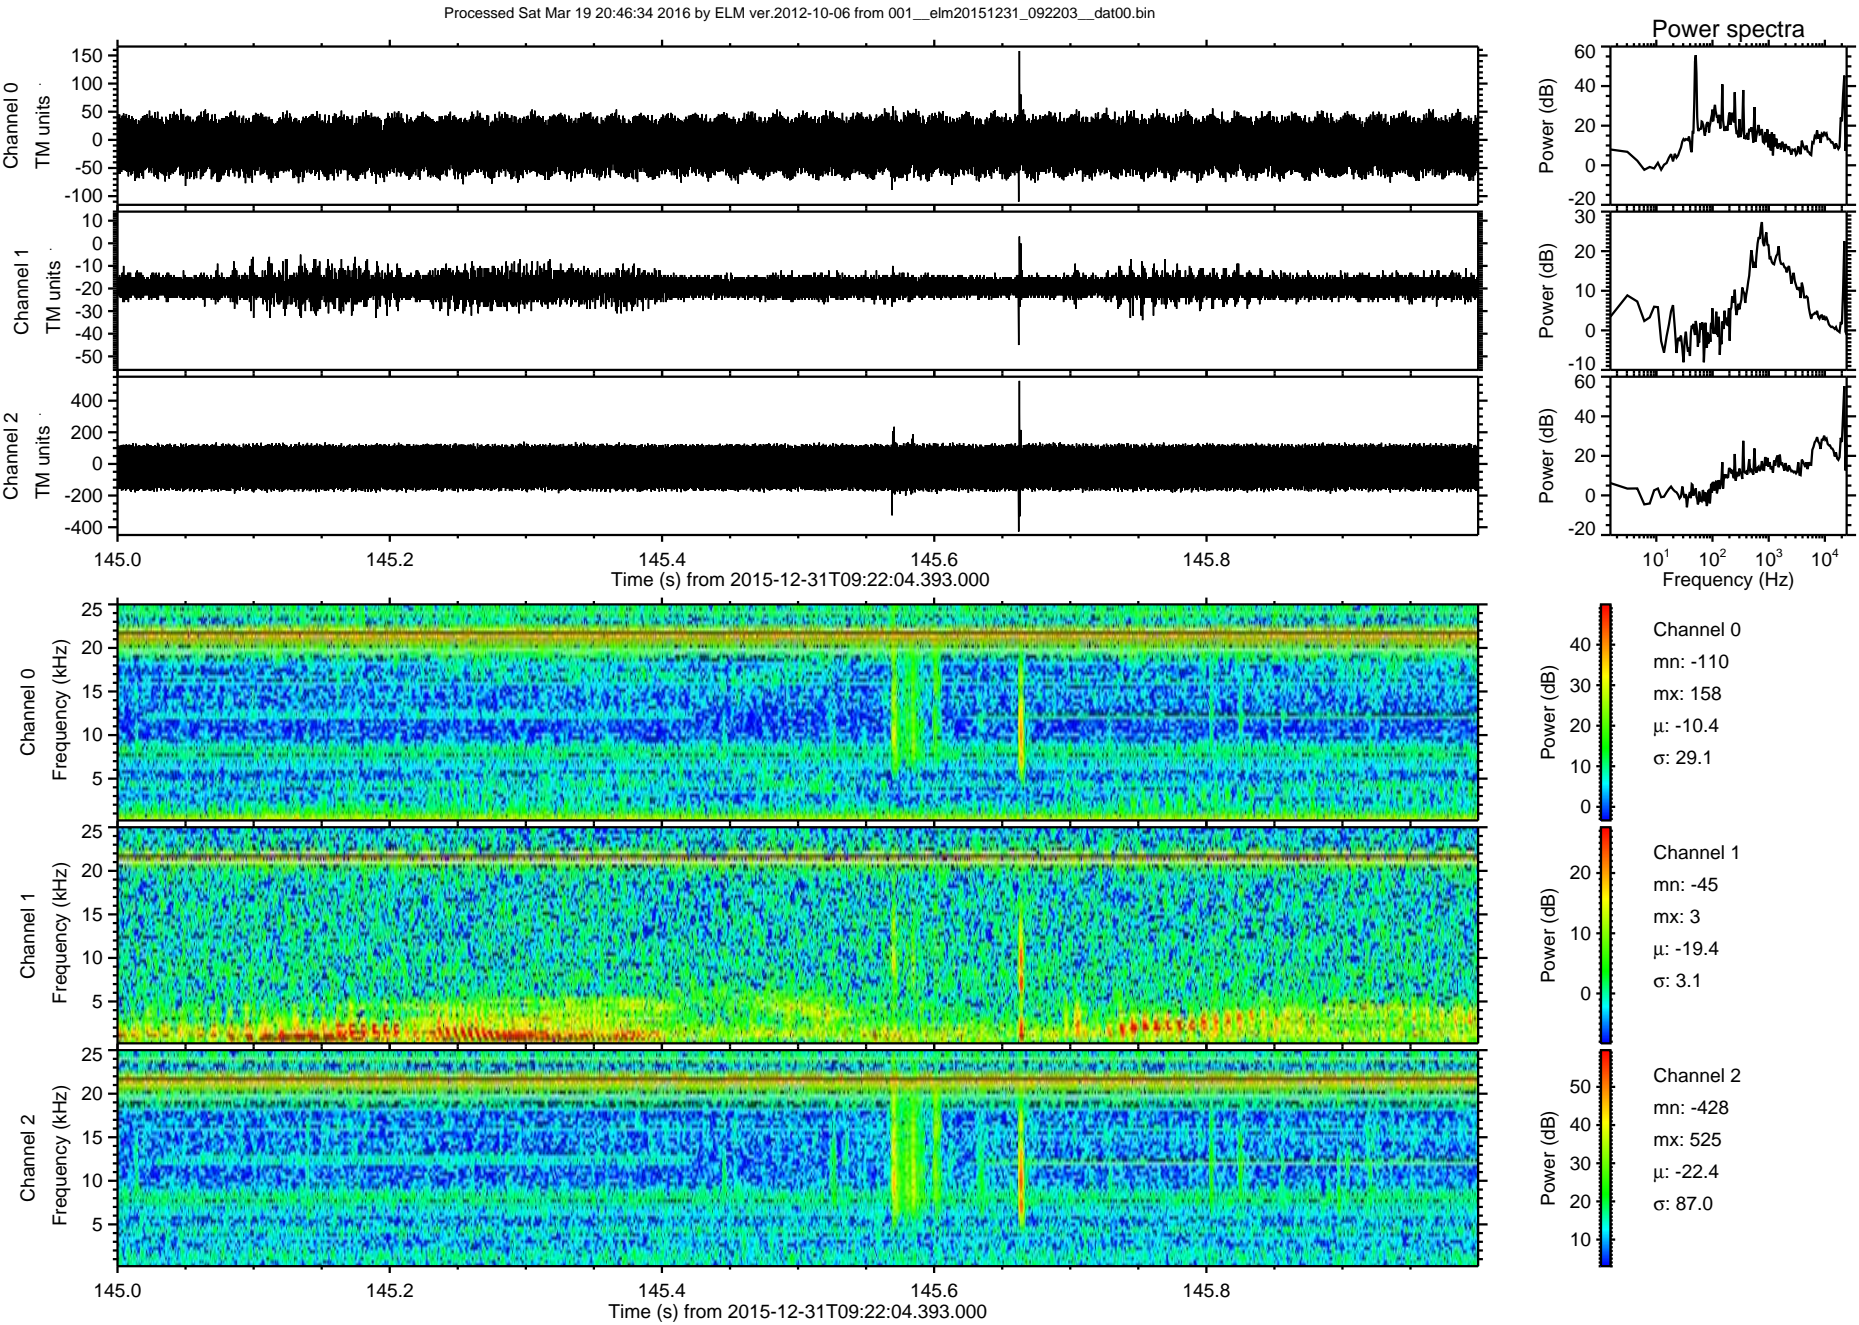 Processed Sat Mar 19 20:46:34 2016 by ELM ver.2012-10-06 from 001__elm20151231_092203__dat00.bin
Power spectra
Channel 0
TM units
150
100
50
0
-50
-100
Power (dB)
60
40
20
0
-20
Channel 1
TM units
10
0
-10
-20
-30
-40
-50
Power (dB)
30
20
10
0
-10
Channel 2
TM units
400
200
0
-200
-400
Power (dB)
60
40
20
0
-20
145.0 145.2 145.4 145.6 145.8
Time (s) from 2015-12-31T09:22:04.393.000
10^1 10^2 10^3 10^4
Frequency (Hz)
Channel 0
Frequency (kHz)
25
20
15
10
5
Power (dB)
40
30
20
10
0
Channel 0
mn: -110
mx: 158
μ: -10.4
σ: 29.1
Channel 1
Frequency (kHz)
25
20
15
10
5
Power (dB)
20
10
0
Channel 1
mn: -45
mx: 3
μ: -19.4
σ: 3.1
Channel 2
Frequency (kHz)
25
20
15
10
5
Power (dB)
50
40
30
20
10
Channel 2
mn: -428
mx: 525
μ: -22.4
σ: 87.0
145.0 145.2 145.4 145.6 145.8
Time (s) from 2015-12-31T09:22:04.393.000